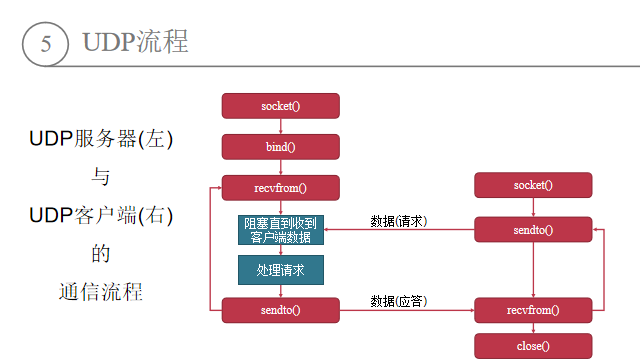 5
UDP流程
UDP服务器(左)
与
UDP客户端(右)
的
通信流程
socket()
bind()
recvfrom()
阻塞直到收到
客户端数据
处理请求
sendto()
数据(请求)
数据(应答)
socket()
sendto()
recvfrom()
close()